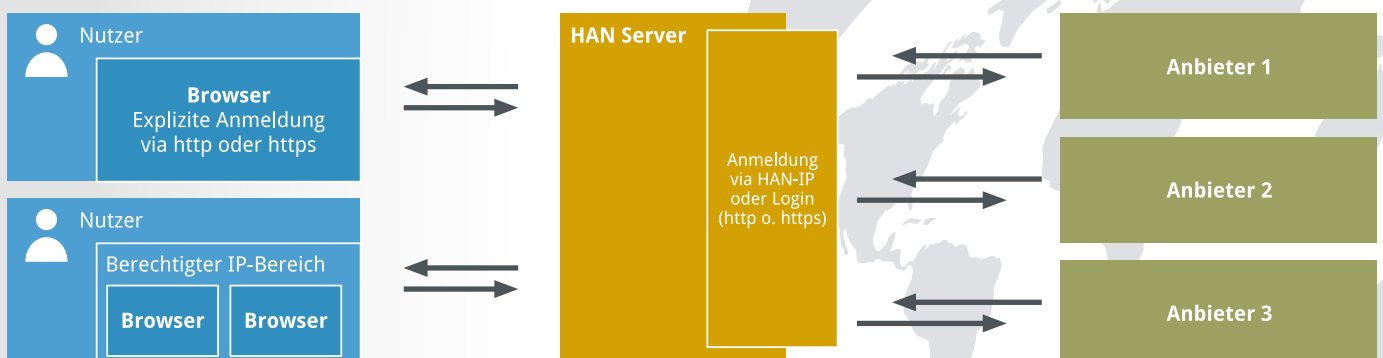 Nutzer
Browser
Explizite Anmeldung
via http oder https
Nutzer
Berechtigter IP-Bereich
Browser
Browser
HAN Server
Anmeldung
via HAN-IP
oder Login
(http o. https)
Anbieter 1
Anbieter 2
Anbieter 3